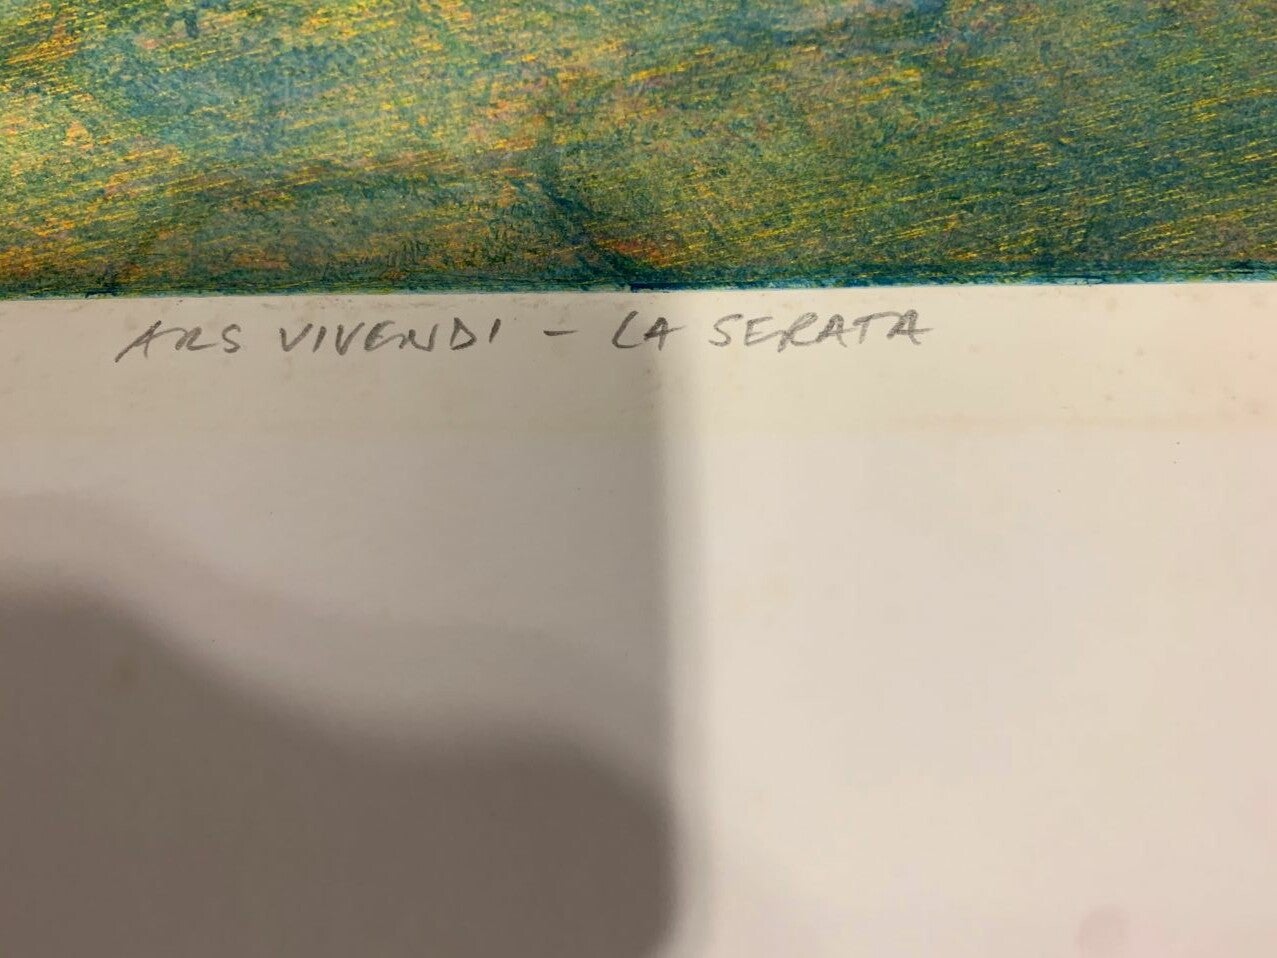 ARS VIVENDI - LA SERATA